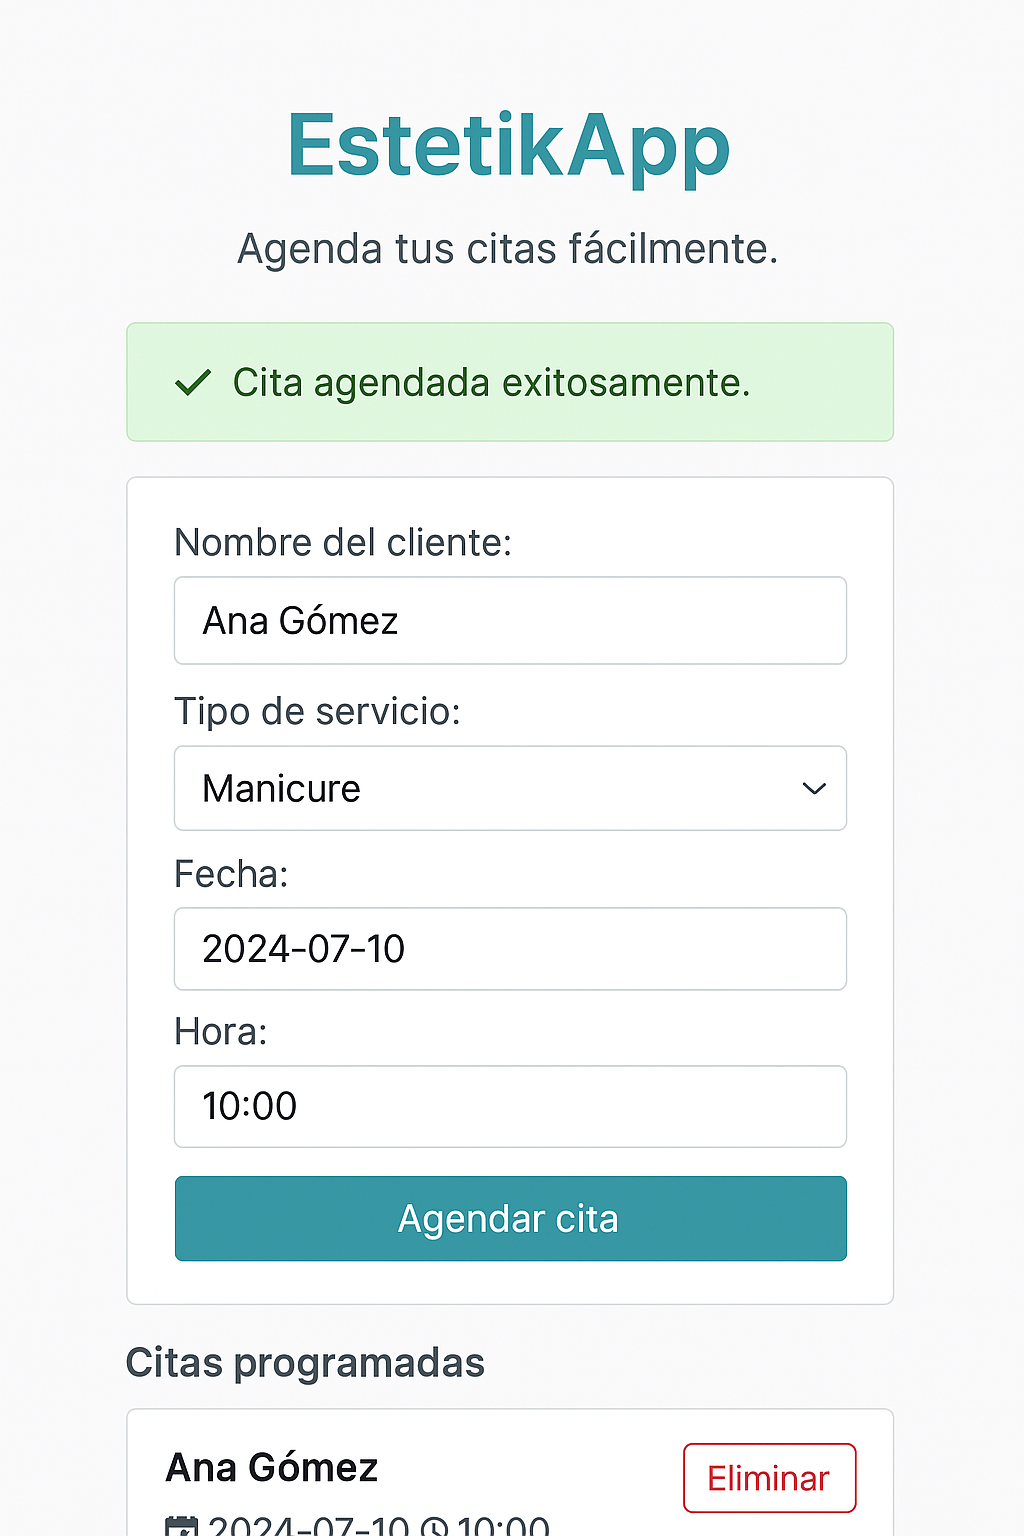 EstetikApp
Agenda tus citas fácilmente.
Cita agendada exitosamente.
Nombre del cliente:
Ana Gómez
Tipo de servicio:
Manicure
Fecha:
2024-07-10
Hora:
10:00
Agendar cita
Citas programadas
Ana Gómez
Eliminar
2024-07-10 10:00